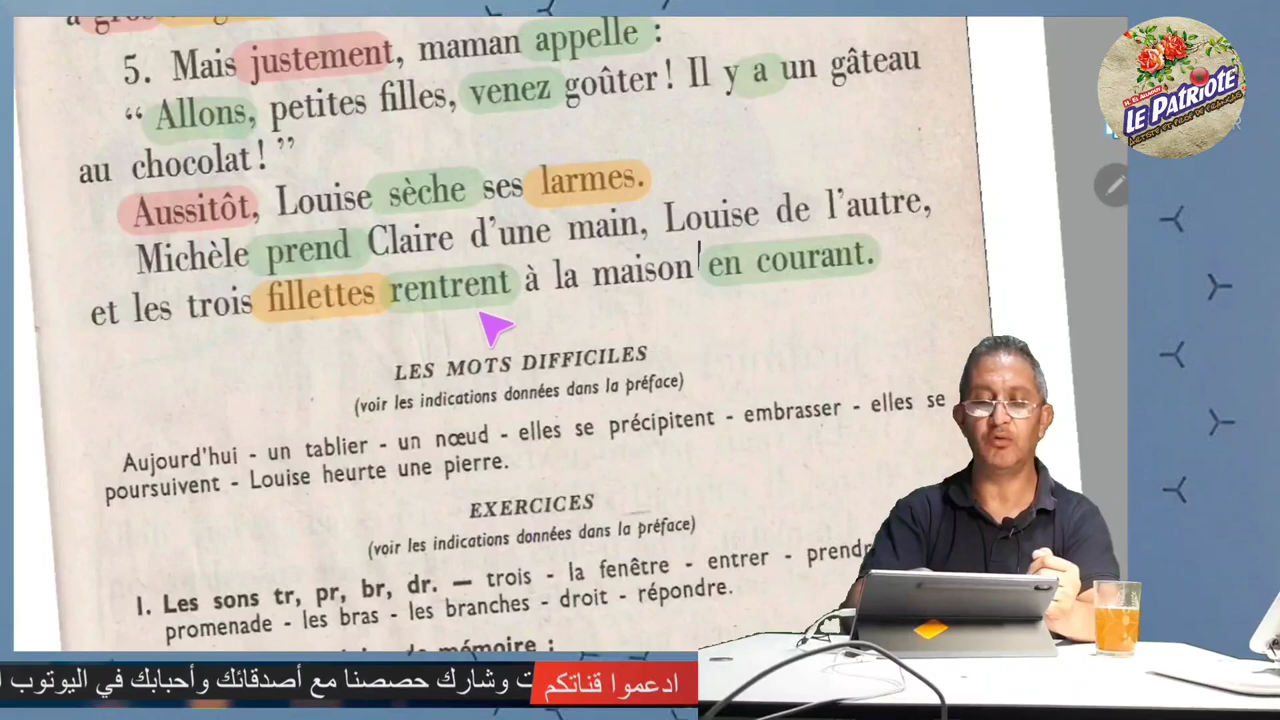 à gros
5. Mais justement, maman appelle :
“ Allons, petites filles, venez goûter ! Il y a un gâteau
au chocolat ! ”
Aussitôt, Louise sèche ses larmes.
Michèle prend Claire d'une main, Louise de l'autre,
et les trois fillettes rentrent à la maison en courant.
LES MOTS DIFFICILES
(voir les indications données dans la préface)
Aujourd'hui - un tablier - un nœud - elles se précipitent - embrasser - elles se
poursuivent - Louise heurte une pierre.
EXERCICES
(voir les indications données dans la préface)
I. Les sons tr, pr, br, dr. — trois - la fenêtre - entrer - prendr
promenade - les bras - les branches - droit - répondre.
de mémoire :
LE PATRIOTE
ادعموا قناتكم
ت وشارك حصصنا مع أصدقائك وأحبابك في اليوتوب ا